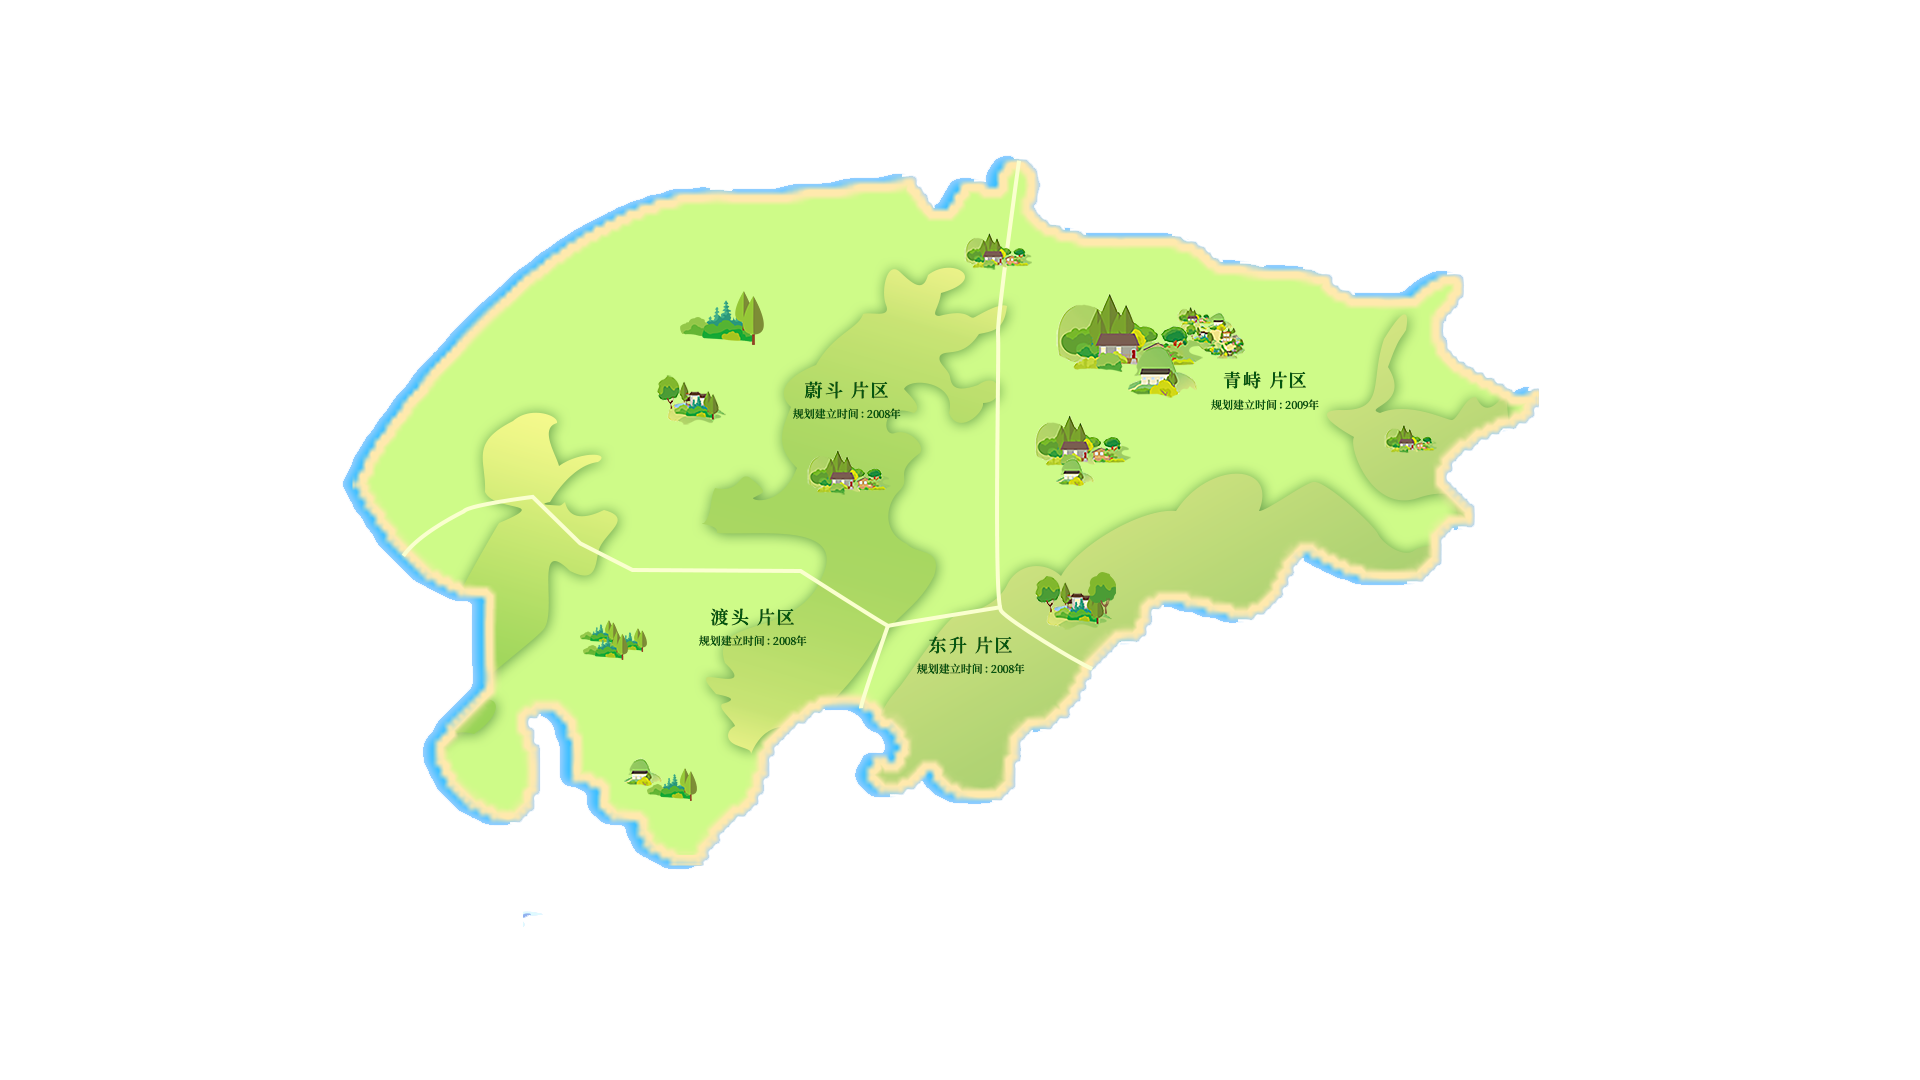 蔚斗 片区
规划建立时间 : 2008年
青峙 片区
规划建立时间 : 2009年
渡头 片区
规划建立时间 : 2008年
东升 片区
规划建立时间 : 2008年